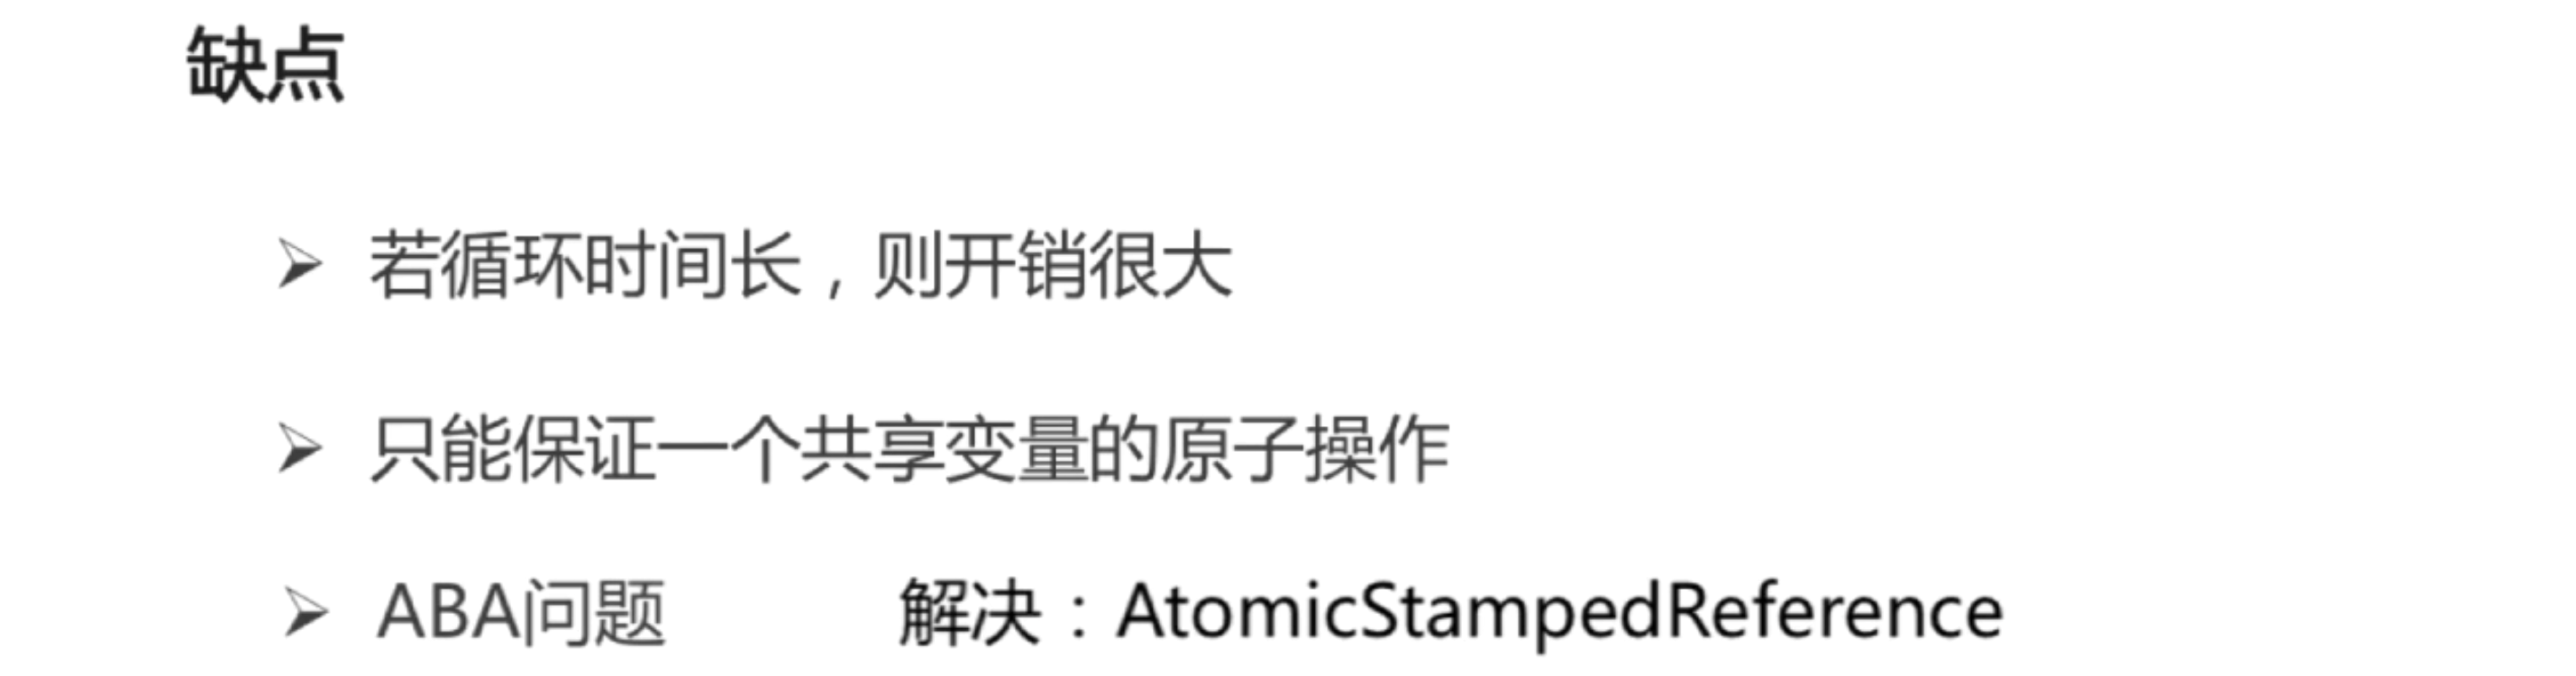 缺点
若循环时间长，则开销很大
只能保证一个共享变量的原子操作
ABA问题 解决：AtomicStampedReference